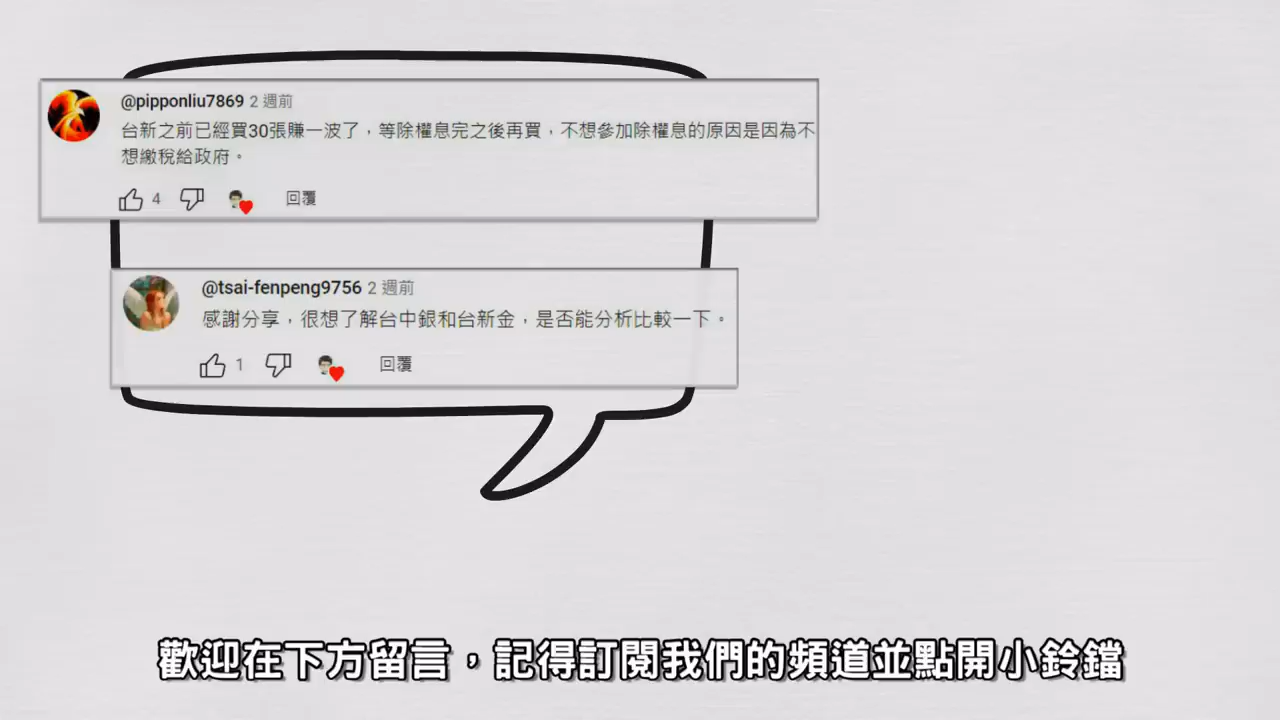 @pipponliu7869 2 週前
台新之前已經買30張賺一波了，等除權息完之後再買，不想參加除權息的原因是因為不
想繳稅給政府。
4 回覆
@tsai-fenpeng9756 2 週前
感謝分享，很想了解台中銀和台新金，是否能分析比較一下。
1 回覆
歡迎在下方留言，記得訂閱我們的頻道並點開小鈴鐺